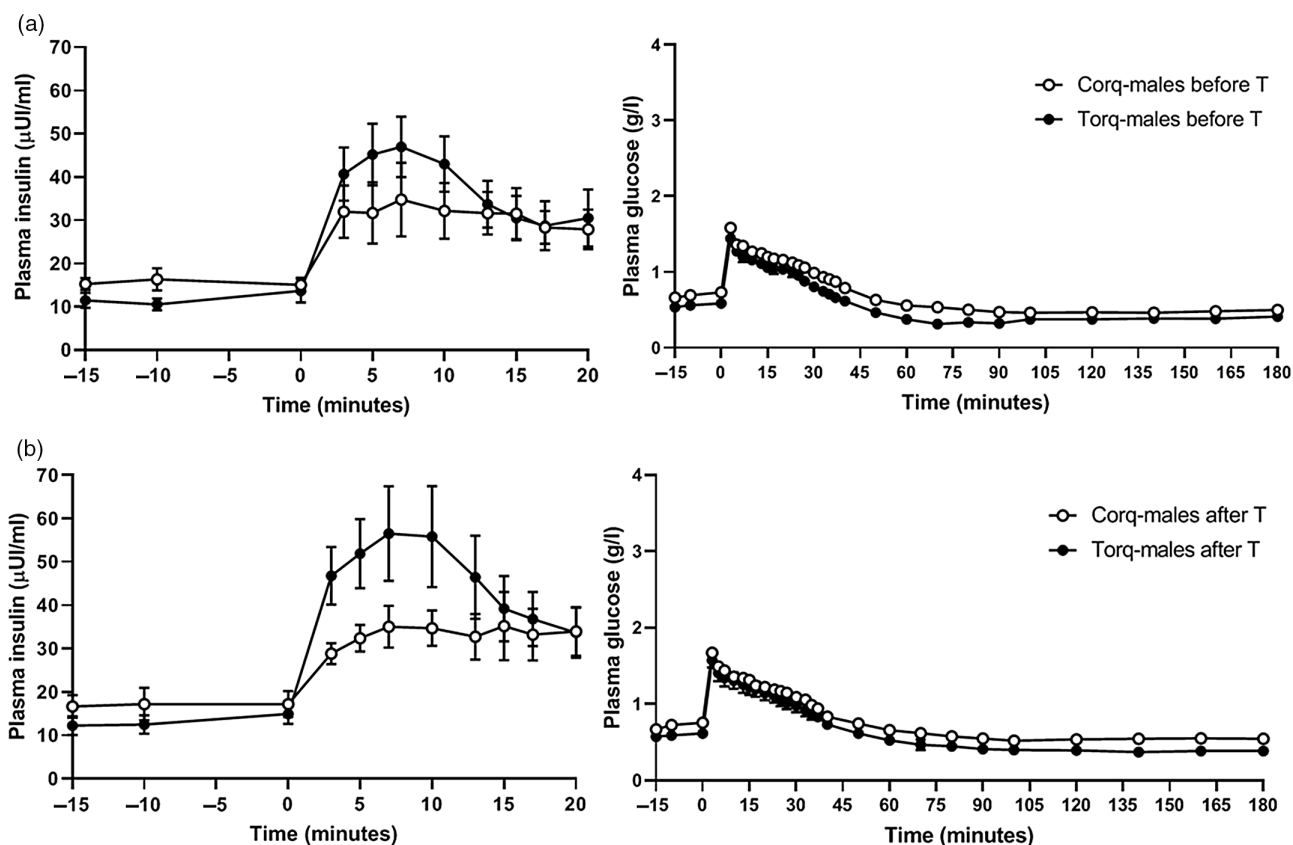 (a)
Plasma insulin (μUI/ml)
70
60
50
40
30
20
10
0
–15 –10 –5 0 5 10 15 20
Time (minutes)
Plasma glucose (g/l)
4
3
2
1
0
–15 0 15 30 45 60 75 90 105 120 135 150 165 180
Time (minutes)
Corq-males before T
Torq-males before T
(b)
Plasma insulin (μUI/ml)
70
60
50
40
30
20
10
0
–15 –10 –5 0 5 10 15 20
Time (minutes)
Plasma glucose (g/l)
4
3
2
1
0
–15 0 15 30 45 60 75 90 105 120 135 150 165 180
Time (minutes)
Corq-males after T
Torq-males after T